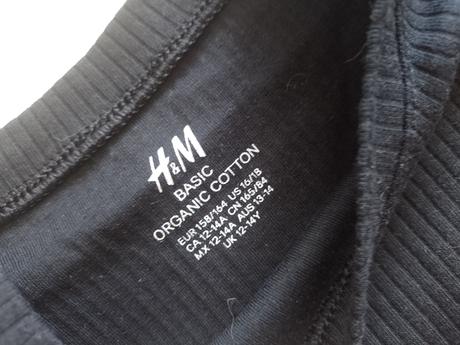 H&M
BASIC
ORGANIC COTTON
EUR 158/164 US 16/18
CA 12-14A CN 165/84
MX 12-14A AUS 13-14
UK 12-14Y